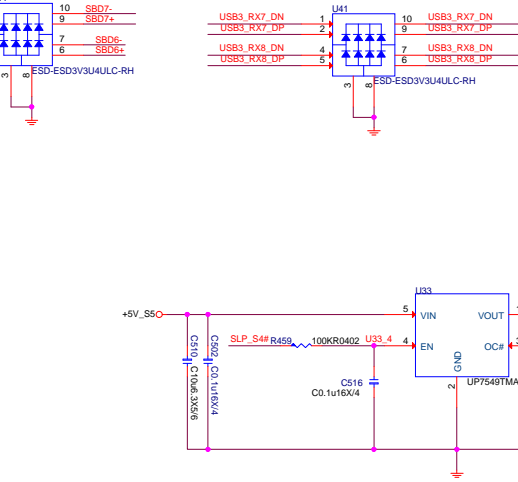 10 SBD7-
9 SBD7+
7 SBD6-
6 SBD6+
3 8
ESD-ESD3V3U4ULC-RH
U41
USB3_RX7_DN 1 10 USB3_RX7_DN
USB3_RX7_DP 2 9 USB3_RX7_DP
USB3_RX8_DN 4 7 USB3_RX8_DN
USB3_RX8_DP 5 6 USB3_RX8_DP
3 8
ESD-ESD3V3U4ULC-RH
U33
+5V_S5
5 VIN VOUT
SLP_S4# R459 100KR0402 U33_4 4 EN OC#
GND
2
UP7549TMA
C510 C10u6.3X5/6
C502 C0.1u16X/4
C516
C0.1u16X/4